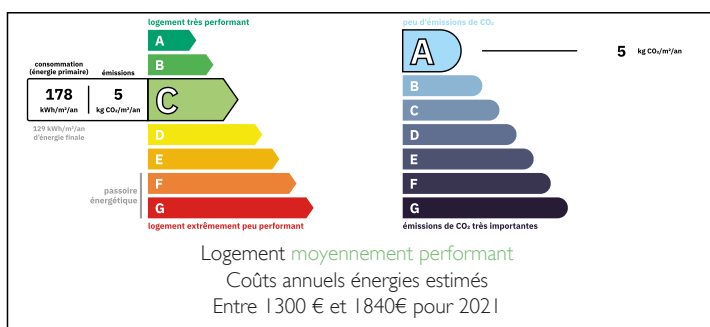 logement très performant
A
B
consommation
(énergie primaire)
émissions
178
kWh/m²/an
5
kg CO₂/m²/an
C
129 kWh/m²/an
d'énergie finale
D
E
passoire
énergétique
F
G
logement extrêmement peu performant
peu d'émissions de CO₂
A
5 kg CO₂/m²/an
B
C
D
E
F
G
émissions de CO₂ très importantes
Logement moyennement performant
Coûts annuels énergies estimés
Entre 1300 € et 1840€ pour 2021